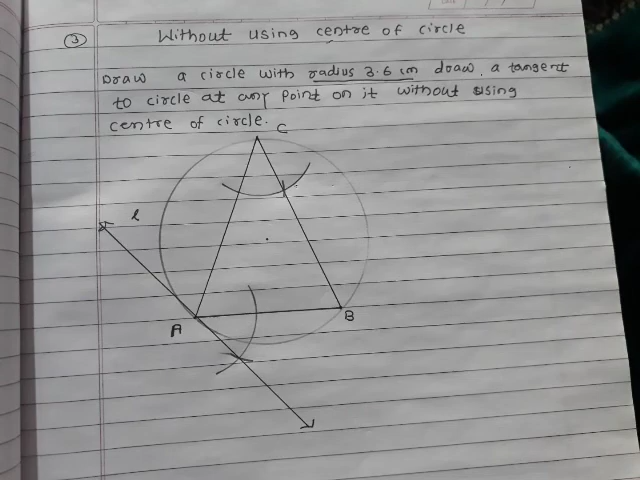 ③ Without using centre of circle
Draw a circle with radius 3.6 cm draw a tangent
to circle at any point on it without using
centre of circle.
C
l
A
B